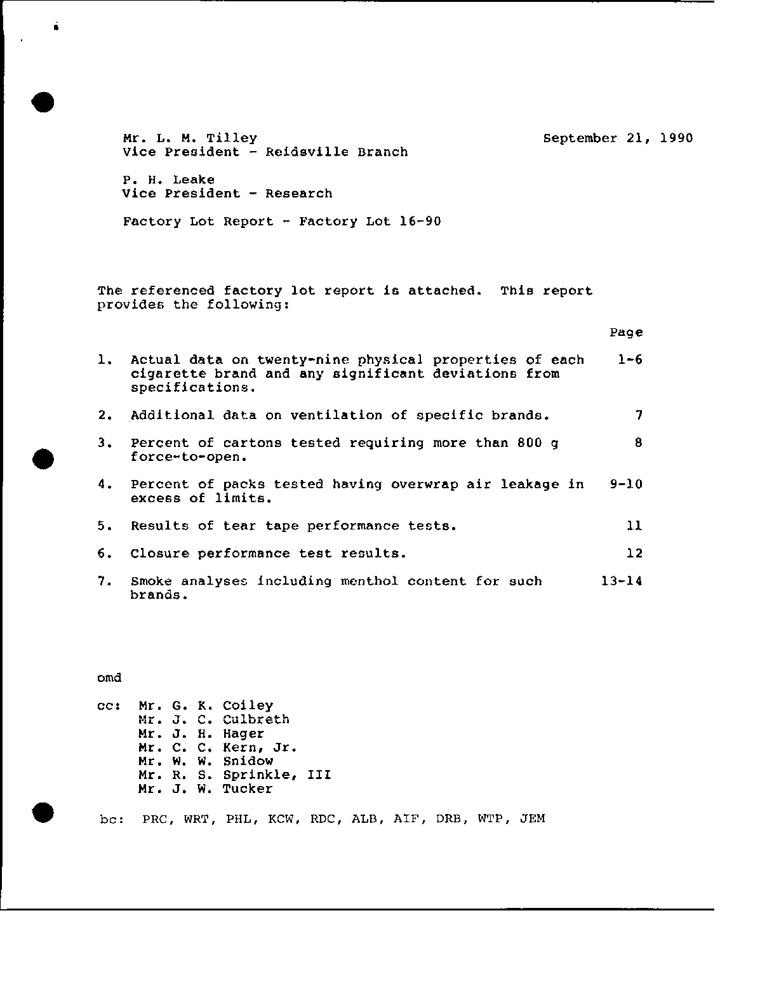 Mr. L. M. Tilley September 21, 1990
Vice President - Reidsville Branch
P. H. Leake
Vice President - Research
Factory Lot Report - Factory Lot 16-90
The referenced factory lot report is attached. This report
provides the following:
Page
1. Actual data on twenty-nine physical properties of each 1-6
cigarette brand and any significant deviations from
specifications.
2. Additional data on ventilation of specific brands. 7
3. Percent of cartons tested requiring more than 800 g 8
force-to-open.
4. Percent of packs tested having overwrap air leakage in 9-10
excess of limits.
5. Results of tear tape performance tests. 11
6. Closure performance test results. 12
7. Smoke analyses including menthol content for such 13-14
brands.
omd
cc: Mr. G. K. Coiley
Mr. J. C. Culbreth
Mr. J. H. Hager
Mr. C. C. Kern, Jr.
Mr. W. W. Snidow
Mr. R. S. Sprinkle, III
Mr. J. W. Tucker
bc: PRC, WRT, PHL, KCW, RDC, ALB, AIF, DRB, WTP, JEM